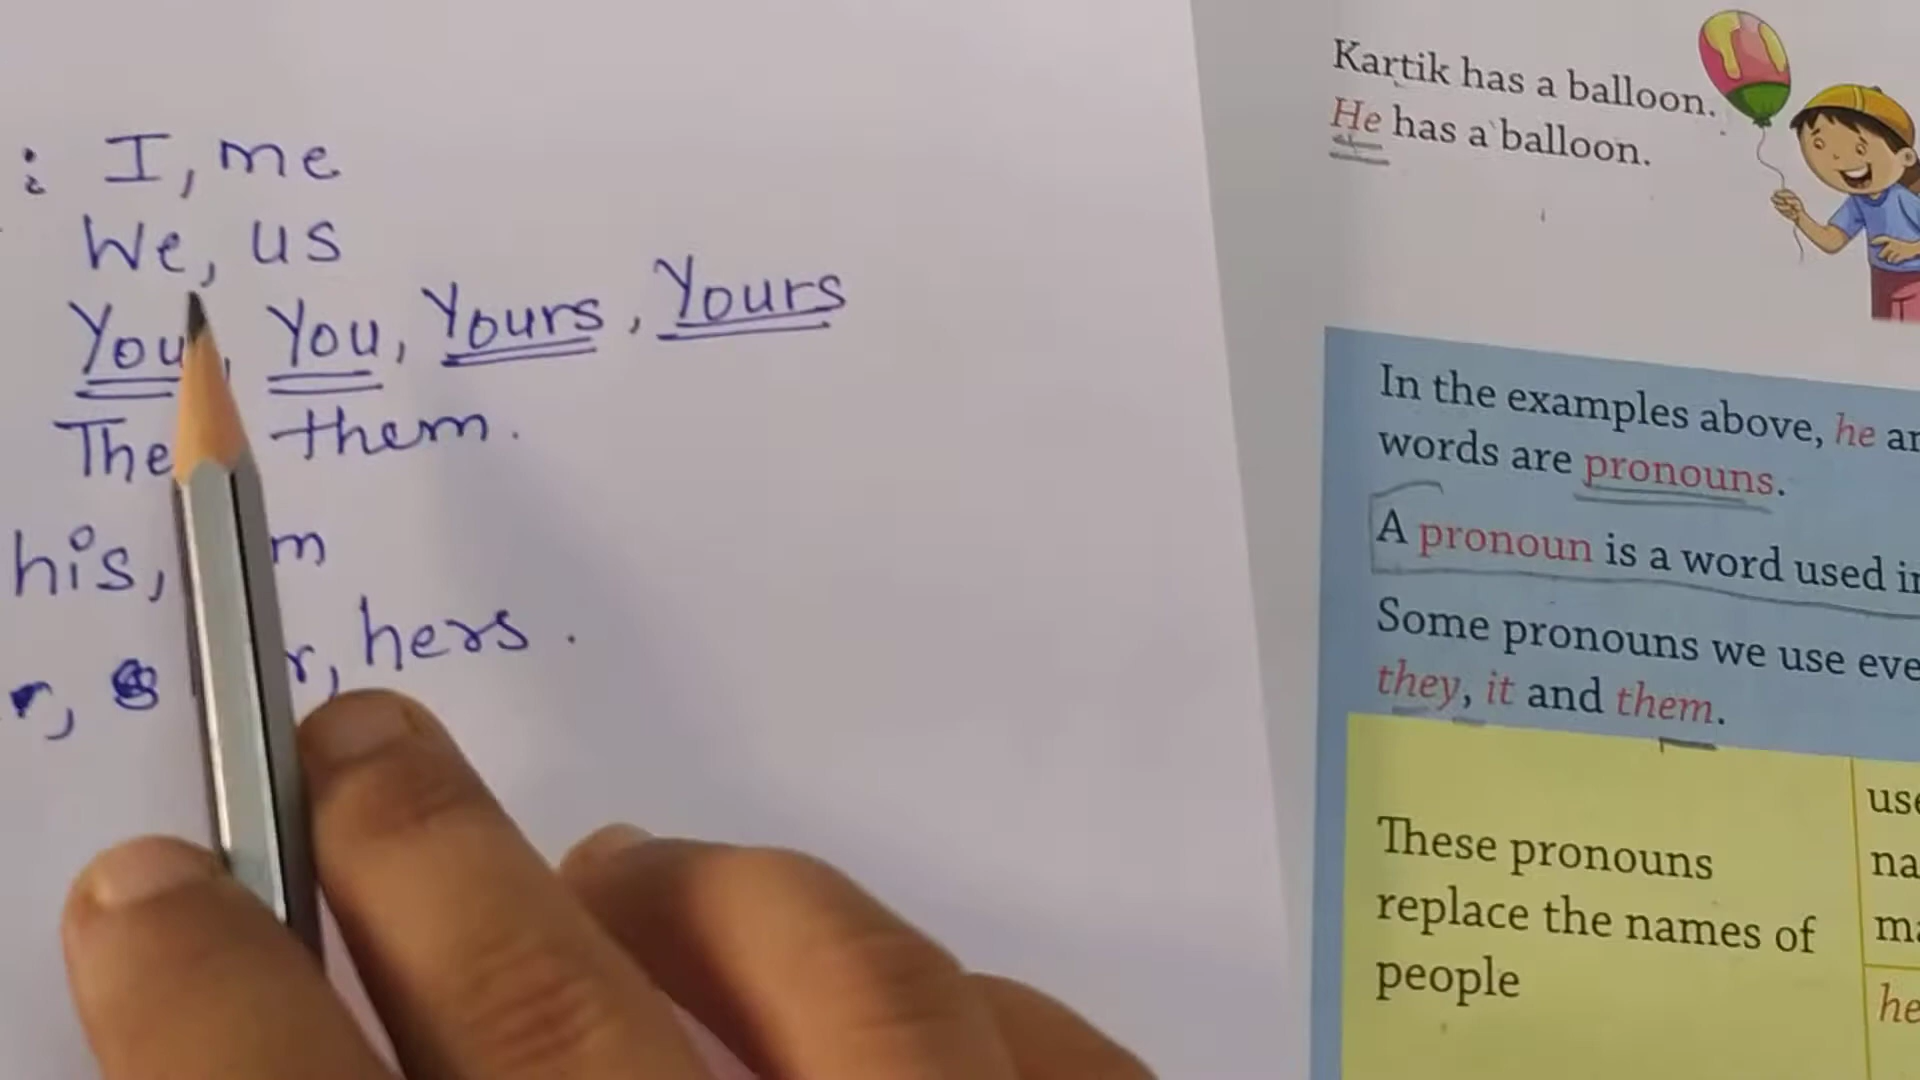 : I, me
We, us
You, You, Yours, Yours
them.
his,
hers.
Kartik has a balloon.
He has a balloon.
In the examples above, he
words are pronouns.
A pronoun is a word used
Some pronouns we use
they, it and them.
These pronouns
replace the names of
people